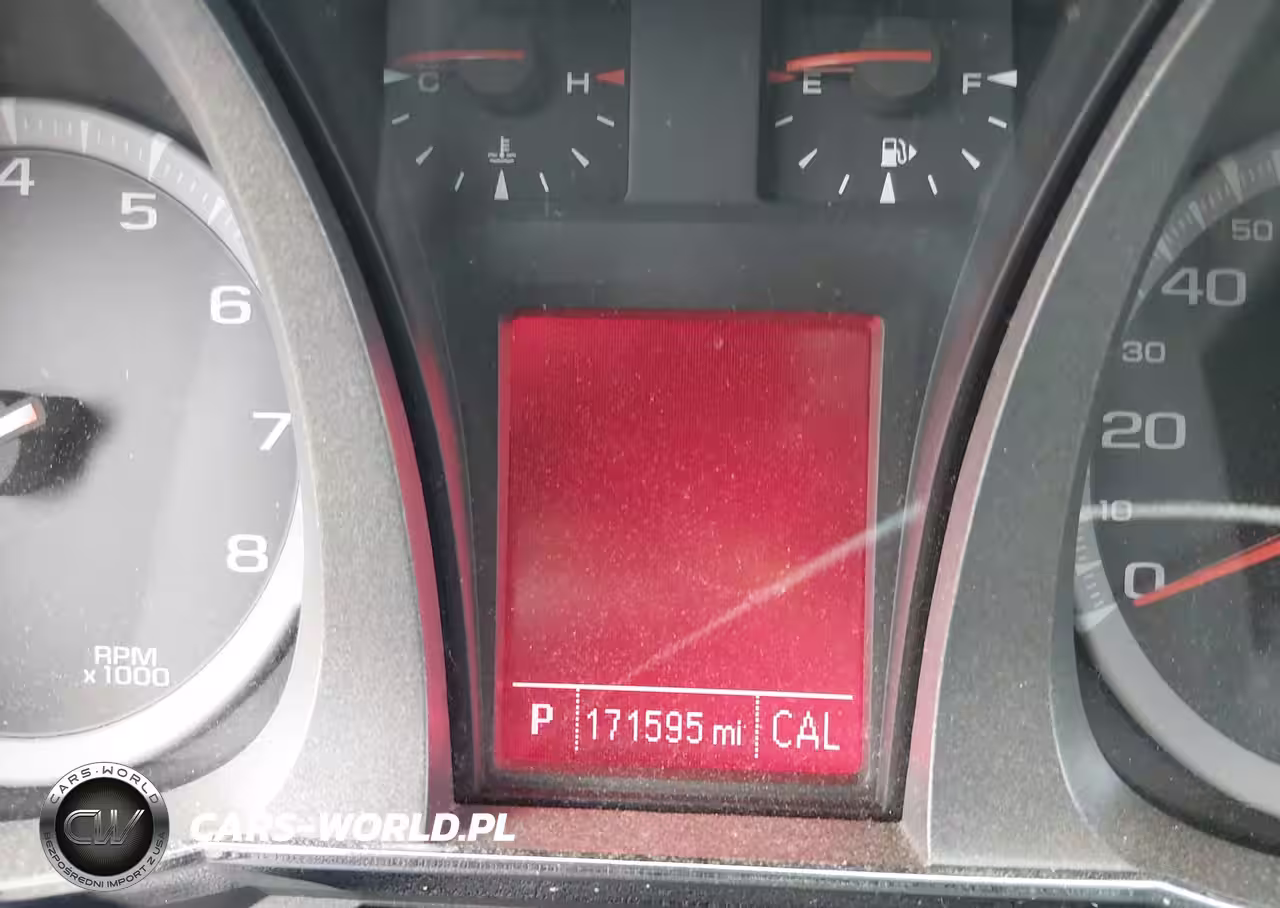 C H
E F
4
5
6
7
8
RPM
x 1000
50
40
30
20
10
0
P 171595 mi CAL
CARS-WORLD
CW
BEZPOŚREDNI IMPORT Z USA
CARS-WORLD.PL